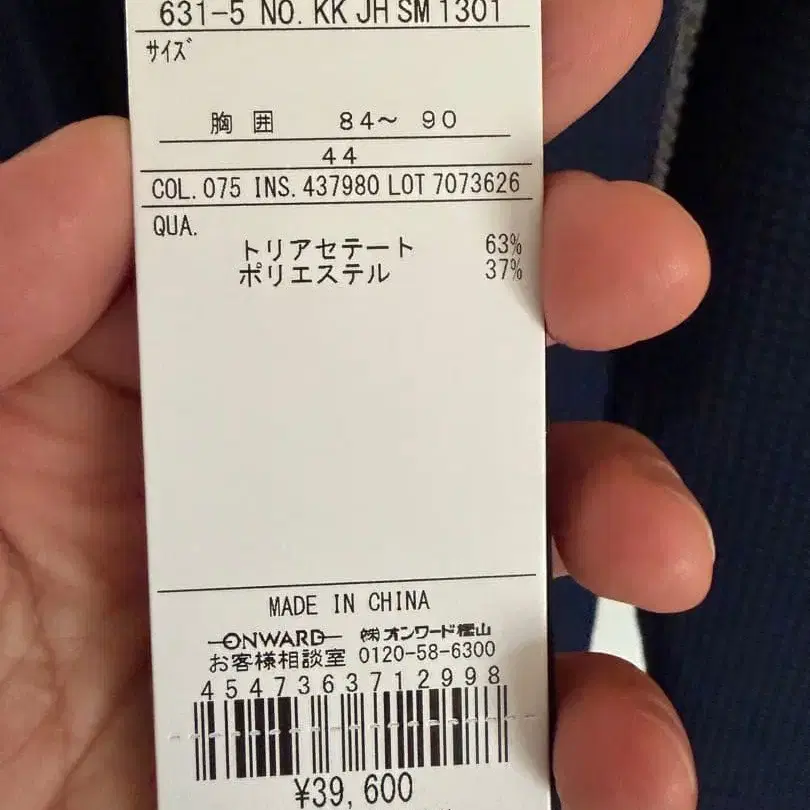 631-5 NO. KK JH SM 1301
サイズ
胸 囲 84〜 90
44
COL. 075 INS. 437980 LOT 7073626
QUA.
トリアセテート 63%
ポリエステル 37%
MADE IN CHINA
ONWARD ㈱オンワード樫山
お客様相談室 0120-58-6300
4547363712998
¥39,600